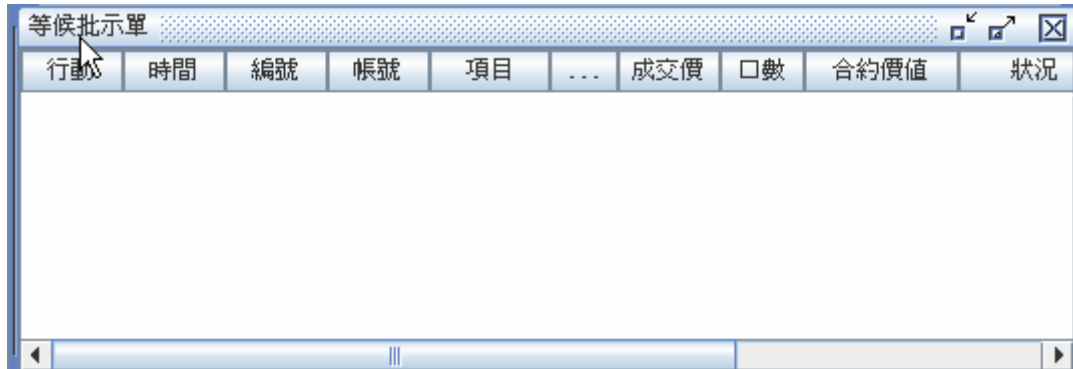 等候批示單
行動 時間 編號 帳號 項目 ... 成交價 口數 合約價值 狀況